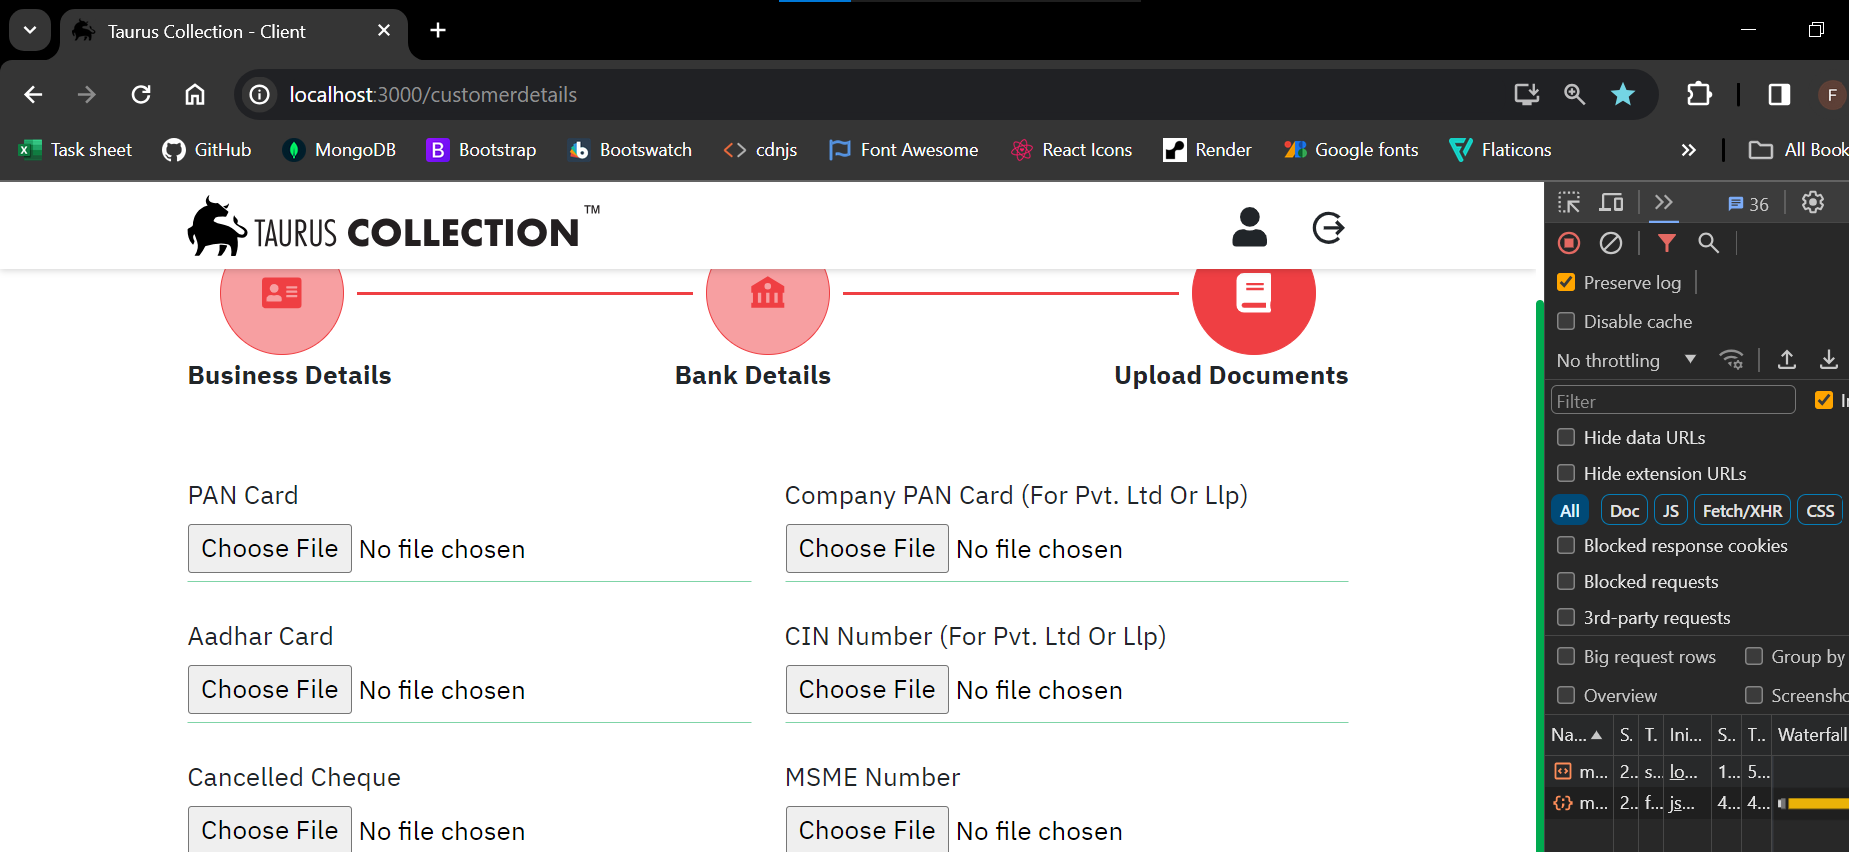 Taurus Collection - Client
localhost:3000/customerdetails
F
Task sheet GitHub MongoDB Bootstrap Bootswatch cdnjs Font Awesome React Icons Render Google fonts Flaticons All Book
TAURUS COLLECTION ™
Business Details Bank Details Upload Documents
PAN Card Company PAN Card (For Pvt. Ltd Or Llp)
Choose File No file chosen Choose File No file chosen
Aadhar Card CIN Number (For Pvt. Ltd Or Llp)
Choose File No file chosen Choose File No file chosen
Cancelled Cheque MSME Number
Choose File No file chosen Choose File No file chosen
36
Preserve log
Disable cache
No throttling
Filter
Hide data URLs
Hide extension URLs
All Doc JS Fetch/XHR CSS
Blocked response cookies
Blocked requests
3rd-party requests
Big request rows Group by
Overview Screensho
Na... S. T. Ini... S.. T.. Waterfall
m... 2.. s... lo... 1... 5...
m... 2.. f... js... 4... 4...